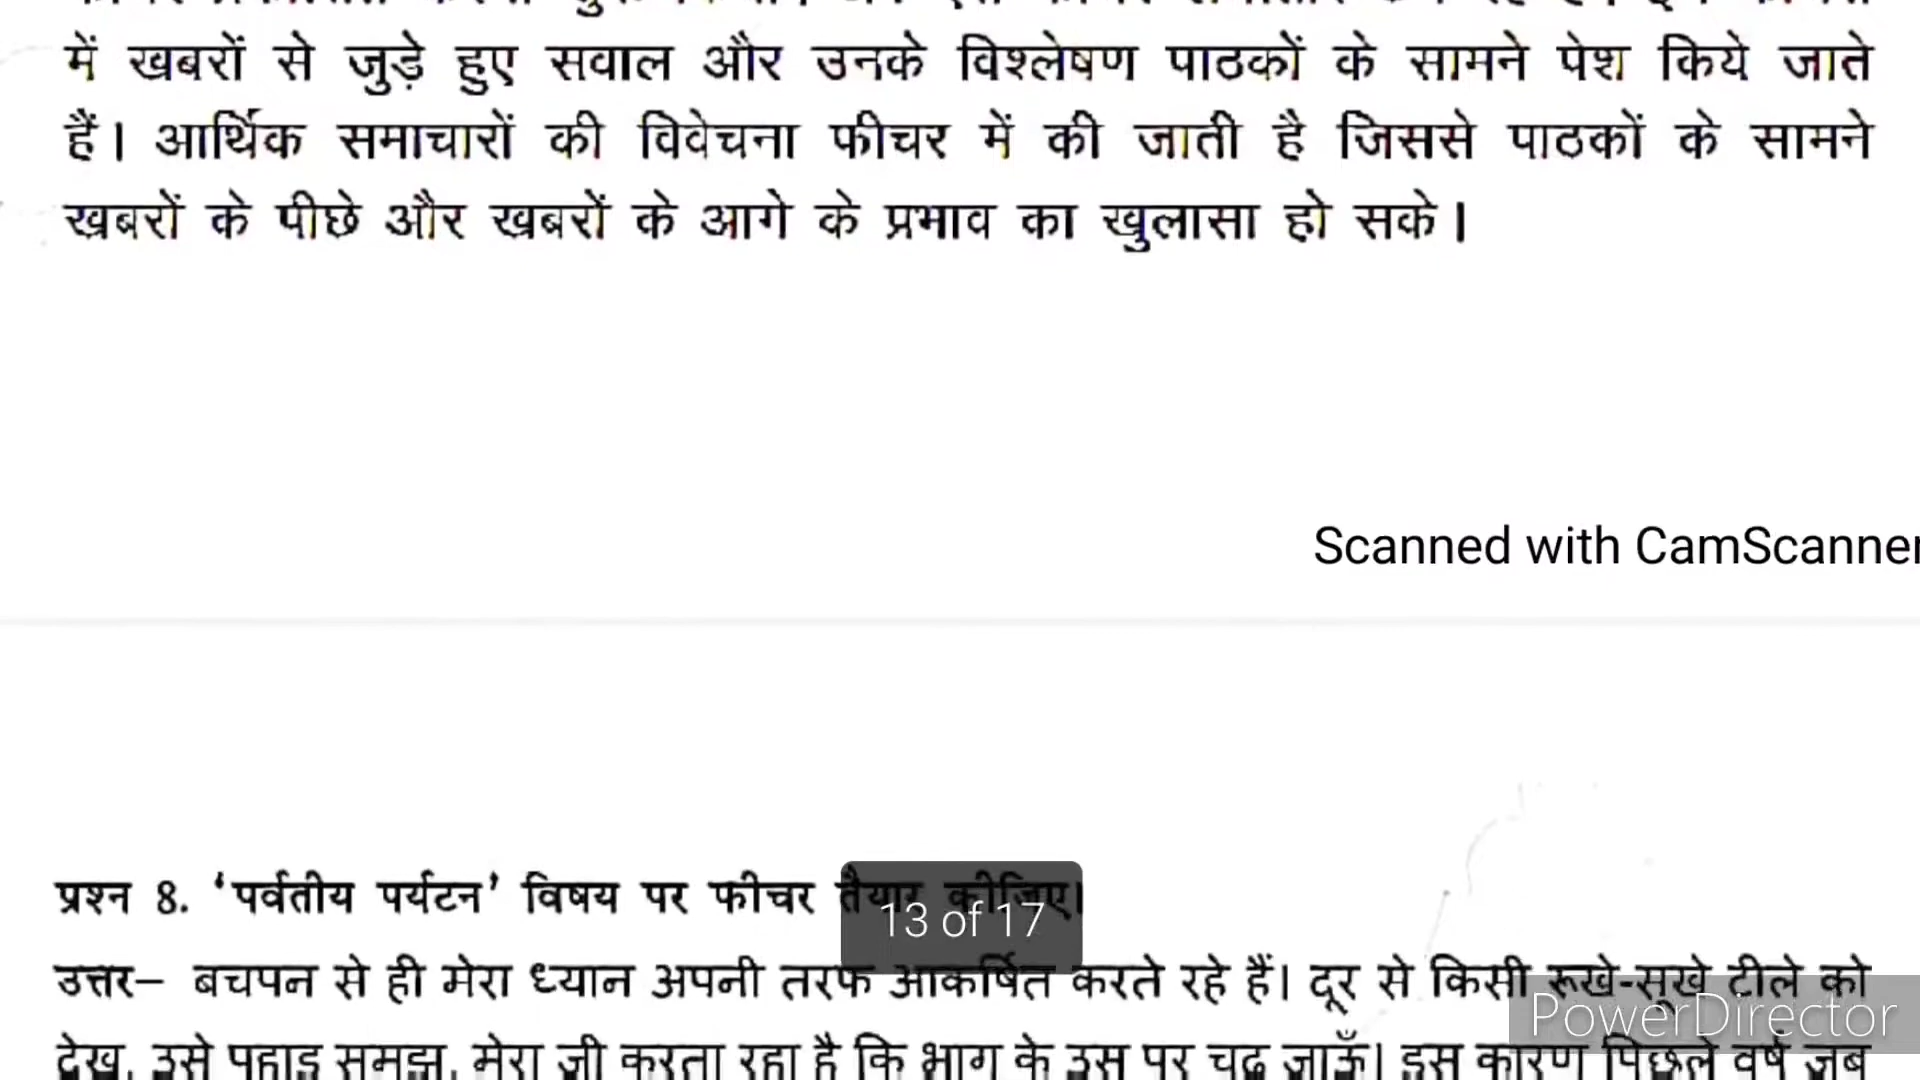 में खबरों से जुड़े हुए सवाल और उनके विश्लेषण पाठकों के सामने पेश किये जाते
हैं। आर्थिक समाचारों की विवेचना फीचर में की जाती है जिससे पाठकों के सामने
खबरों के पीछे और खबरों के आगे के प्रभाव का खुलासा हो सके।
Scanned with CamScanner
प्रश्न 8. 'पर्वतीय पर्यटन' विषय पर फीचर तैयार कीजिए।
13 of 17
उत्तर– बचपन से ही मेरा ध्यान अपनी तरफ आकर्षित करते रहे हैं। दूर से किसी रूखे-सूखे टीले को
PowerDirector
देख, उसे पहाड़ समझ, मेरा जी करता रहा है कि भाग के उस पर चढ़ जाऊँ। इस कारण पिछले वर्ष जब